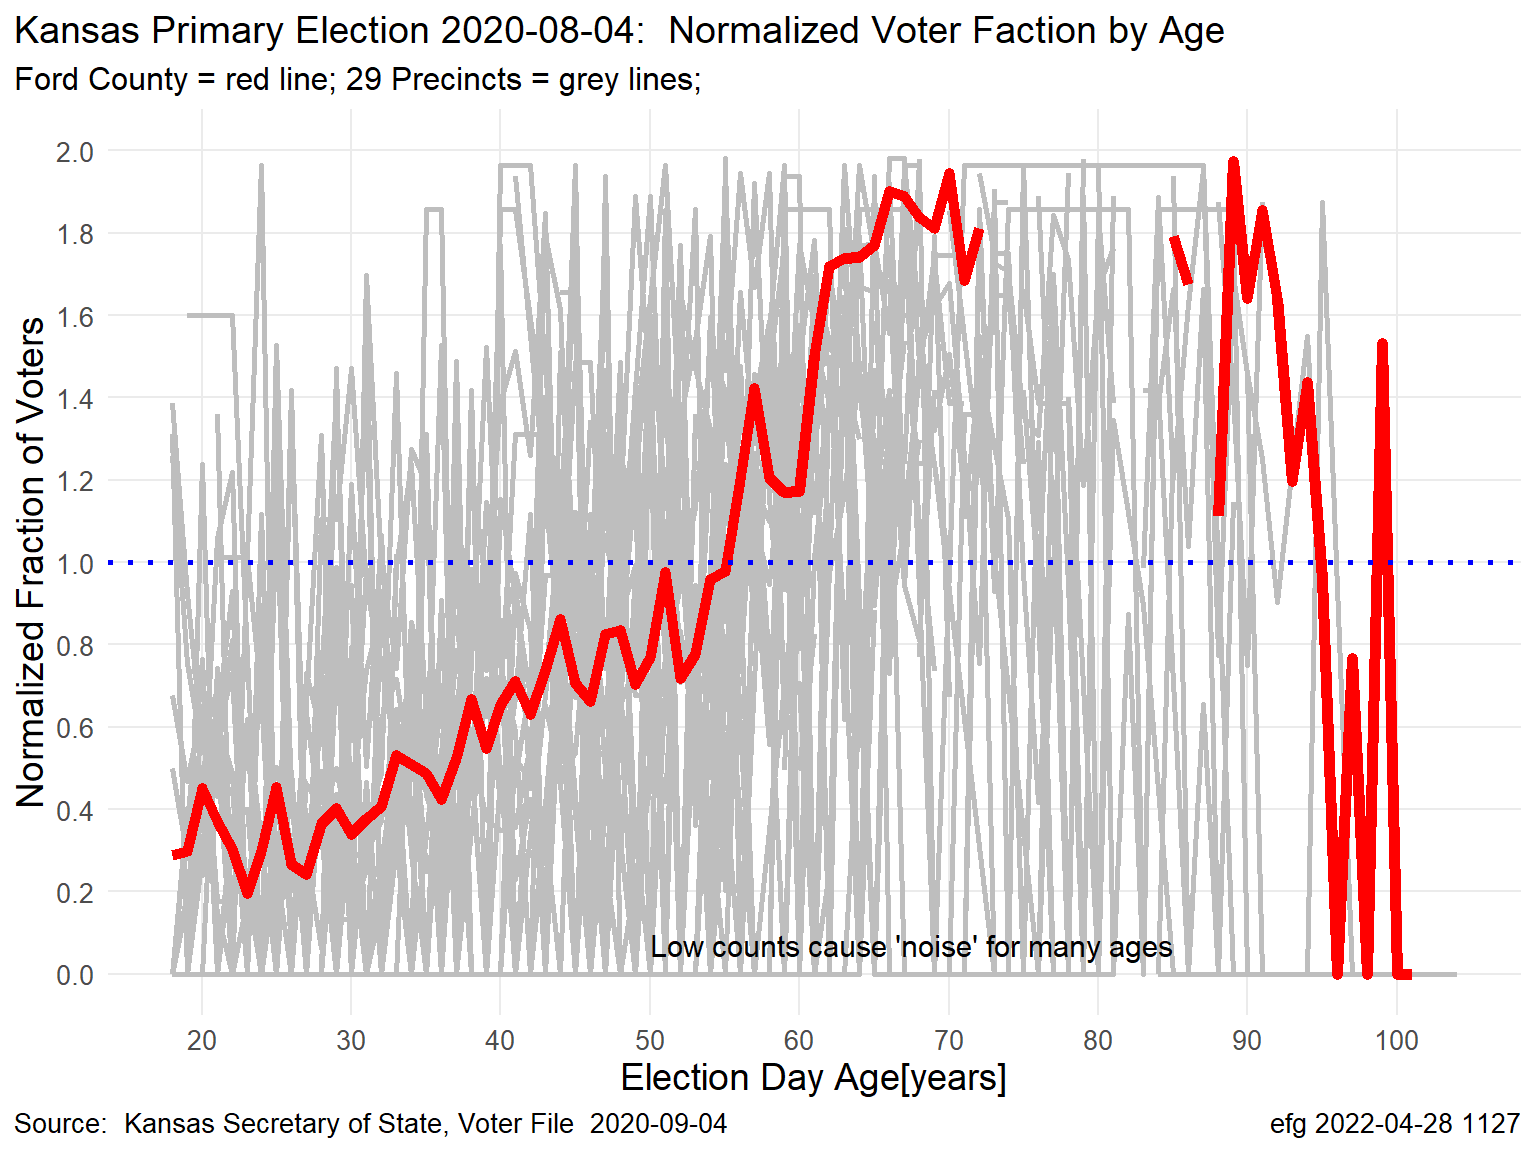 Kansas Primary Election 2020-08-04:  Normalized Voter Faction by Age
Ford County = red line; 29 Precincts = grey lines;
Normalized Fraction of Voters
2.0
1.8
1.6
1.4
1.2
1.0
0.8
0.6
0.4
0.2
0.0
Low counts cause 'noise' for many ages
20 30 40 50 60 70 80 90 100
Election Day Age[years]
Source:  Kansas Secretary of State, Voter File  2020-09-04
efg 2022-04-28 1127